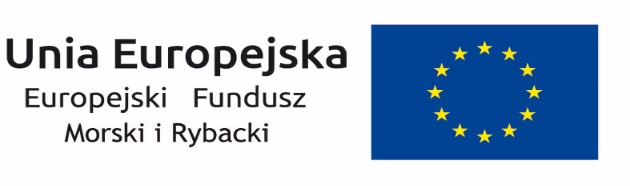 Unia Europejska
Europejski Fundusz
Morski i Rybacki